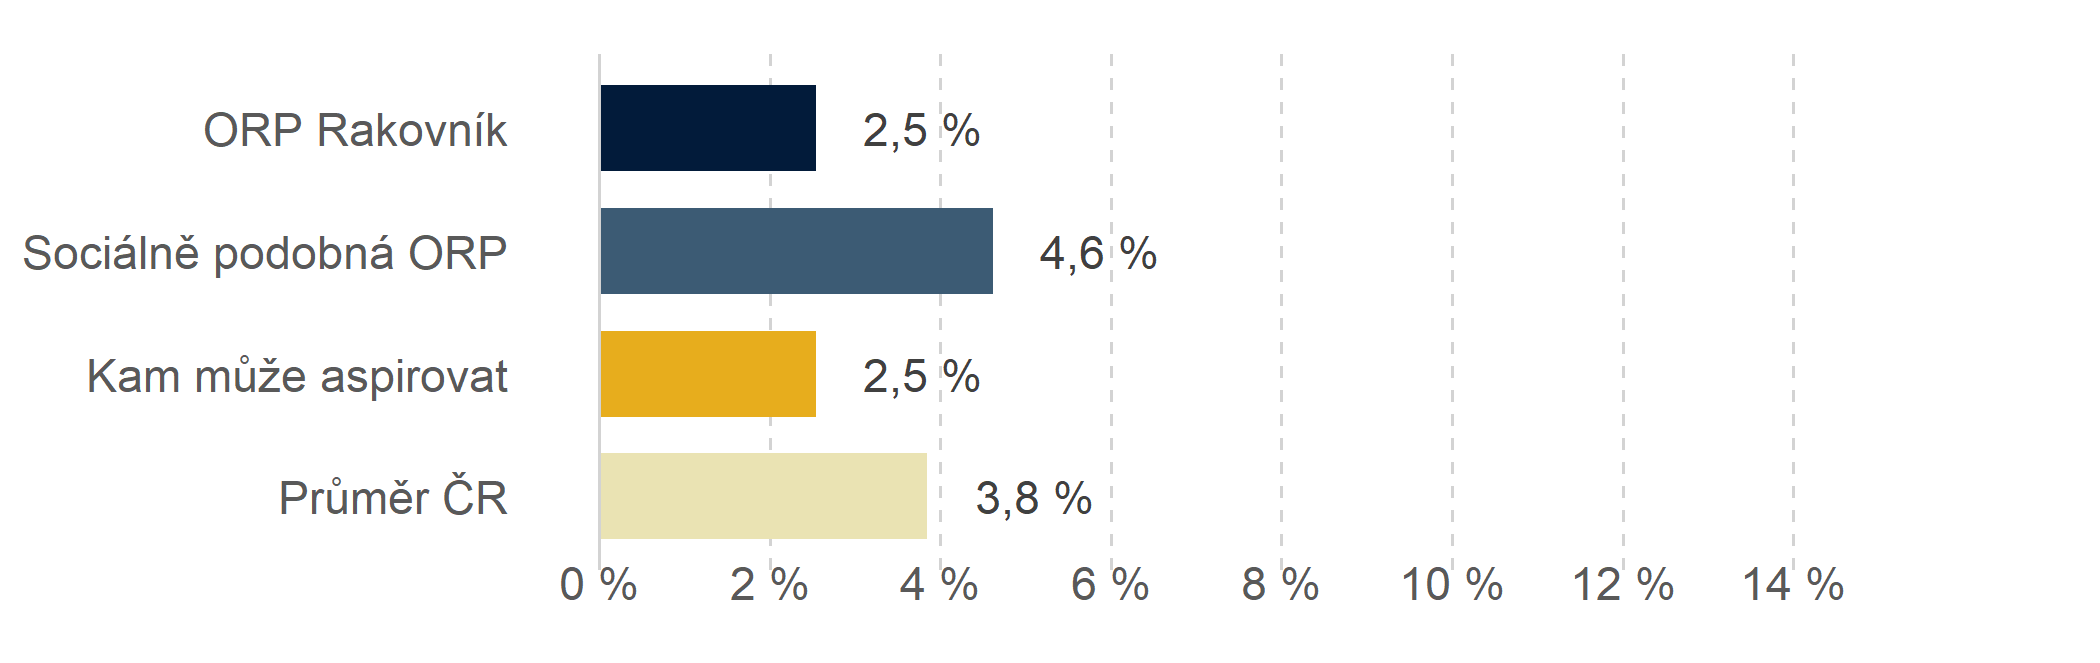 ORP Rakovník 2,5 %
Sociálně podobná ORP 4,6 %
Kam může aspirovat 2,5 %
Průměr ČR 3,8 %
0 % 2 % 4 % 6 % 8 % 10 % 12 % 14 %